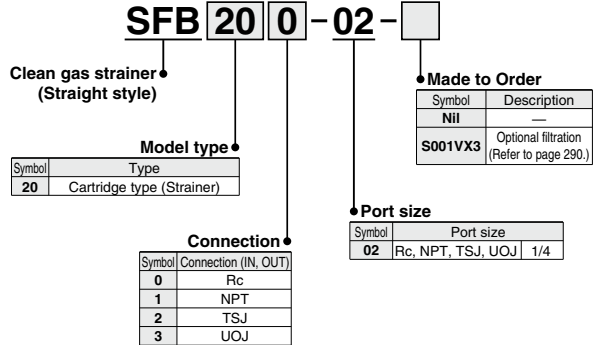 SFB 20 0 - 02 -
Clean gas strainer
(Straight style)
Made to Order
Symbol Description
Nil —
S001VX3 Optional filtration
(Refer to page 290.)
Model type
Symbol Type
20 Cartridge type (Strainer)
Port size
Symbol Port size
02 Rc, NPT, TSJ, UOJ 1/4
Connection
Symbol Connection (IN, OUT)
0 Rc
1 NPT
2 TSJ
3 UOJ